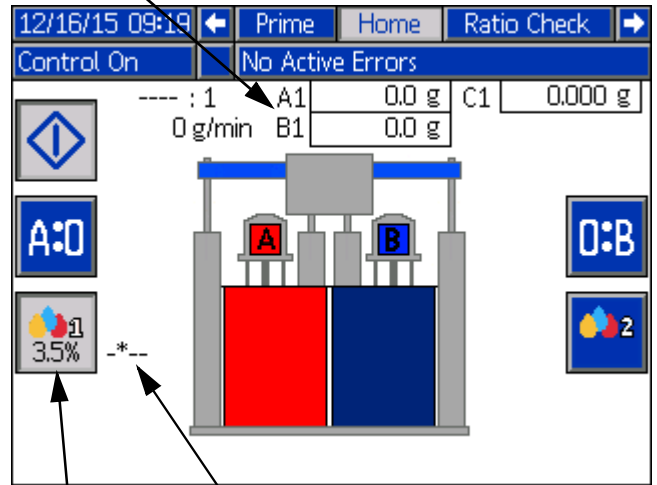 12/16/15 09:19 Prime Home Ratio Check
Control On No Active Errors
---- : 1 A1 0.0 g C1 0.000 g
0 g/min B1 0.0 g
A B
A:0 0:B
1 2
3.5% -*--